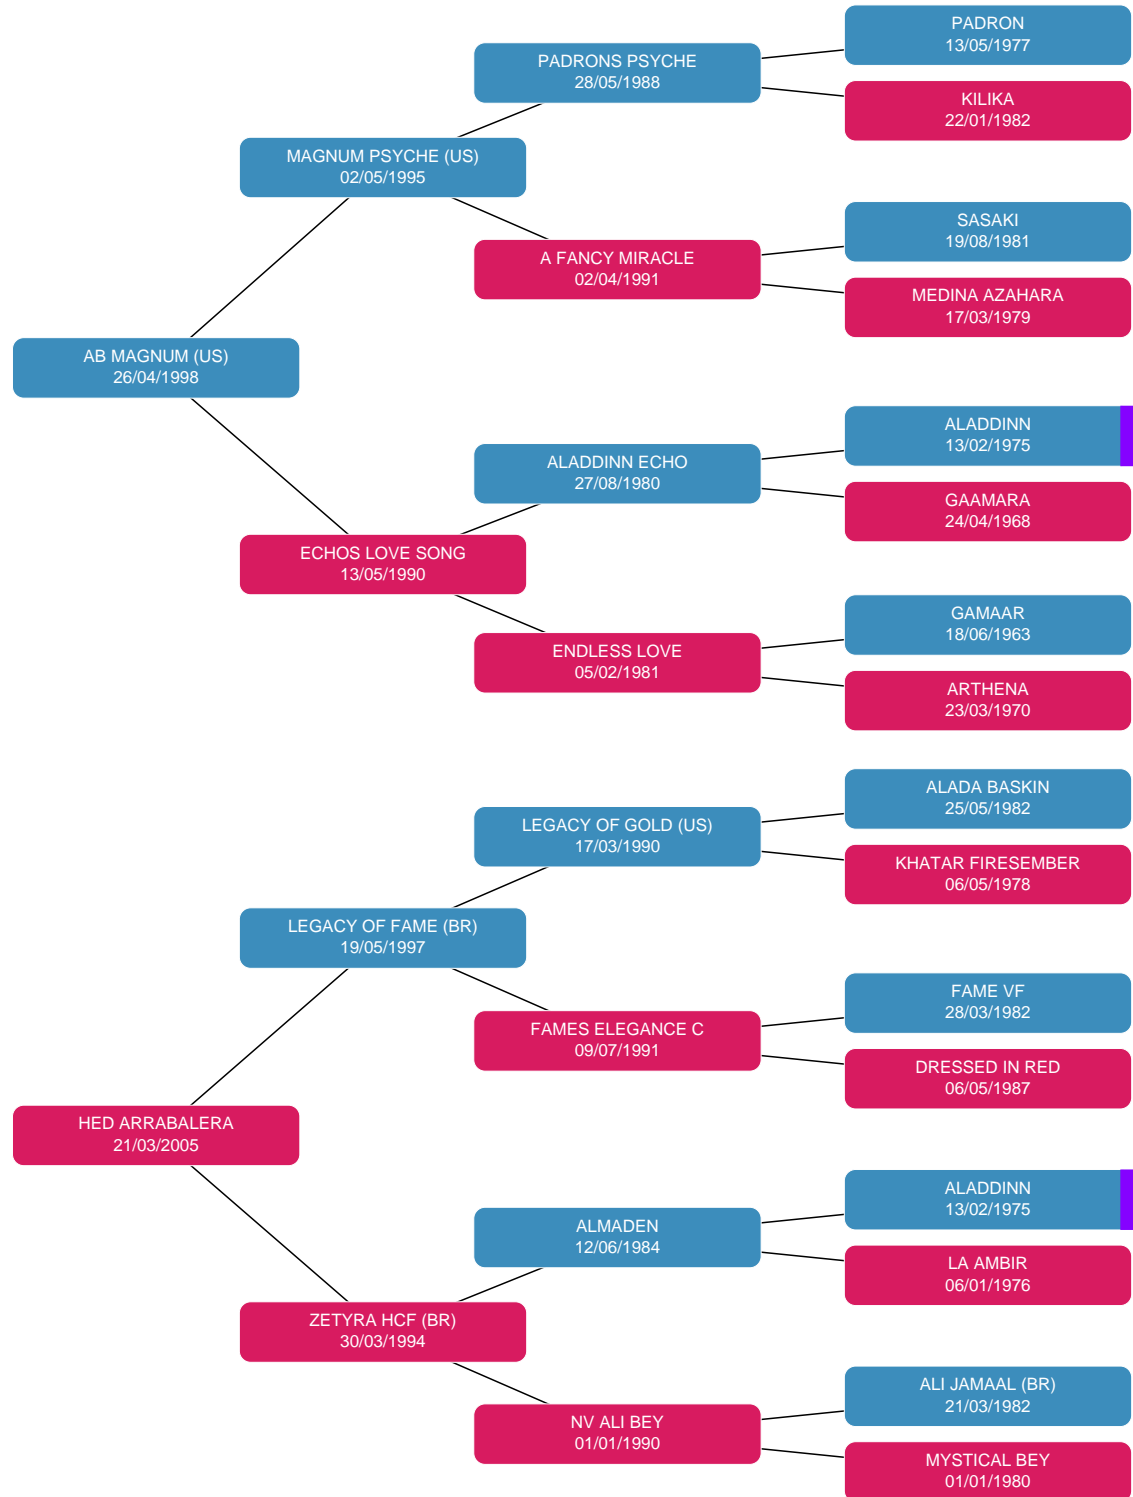 PADRON
13/05/1977
PADRONS PSYCHE
28/05/1988
KILIKA
22/01/1982
MAGNUM PSYCHE (US)
02/05/1995
SASAKI
19/08/1981
A FANCY MIRACLE
02/04/1991
MEDINA AZAHARA
17/03/1979
AB MAGNUM (US)
26/04/1998
ALADDINN
13/02/1975
ALADDINN ECHO
27/08/1980
GAAMARA
24/04/1968
ECHOS LOVE SONG
13/05/1990
GAMAAR
18/06/1963
ENDLESS LOVE
05/02/1981
ARTHENA
23/03/1970
ALADA BASKIN
25/05/1982
LEGACY OF GOLD (US)
17/03/1990
KHATAR FIRESEMBER
06/05/1978
LEGACY OF FAME (BR)
19/05/1997
FAME VF
28/03/1982
FAMES ELEGANCE C
09/07/1991
DRESSED IN RED
06/05/1987
HED ARRABALERA
21/03/2005
ALADDINN
13/02/1975
ALMADEN
12/06/1984
LA AMBIR
06/01/1976
ZETYRA HCF (BR)
30/03/1994
ALI JAMAAL (BR)
21/03/1982
NV ALI BEY
01/01/1990
MYSTICAL BEY
01/01/1980